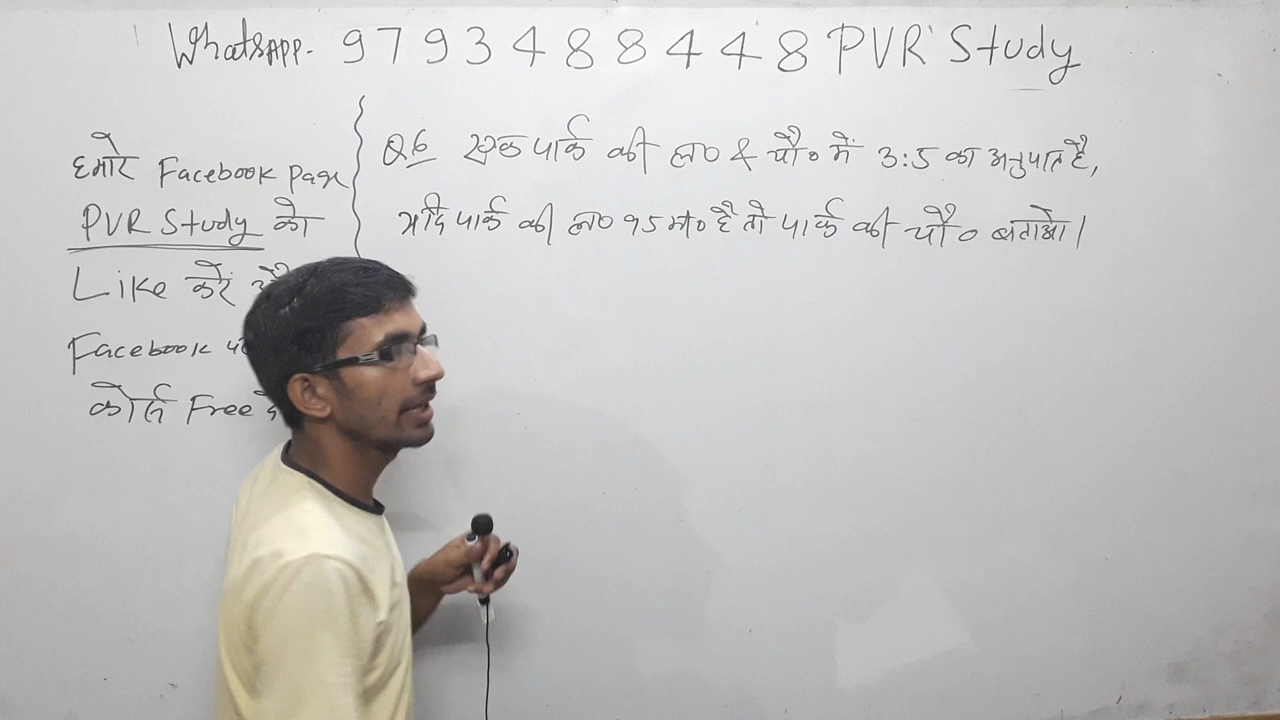 Whatsapp. 9793488448 PVR Study
हमारे Facebook page
PVR Study को
Like करें
Facebook
कोर्स Free
Q.6 एक पार्क की ल० & चौ० में 3:5 का अनुपात है,
यदि पार्क की ल० 95 मी० है तो पार्क की चौ० बताओ।